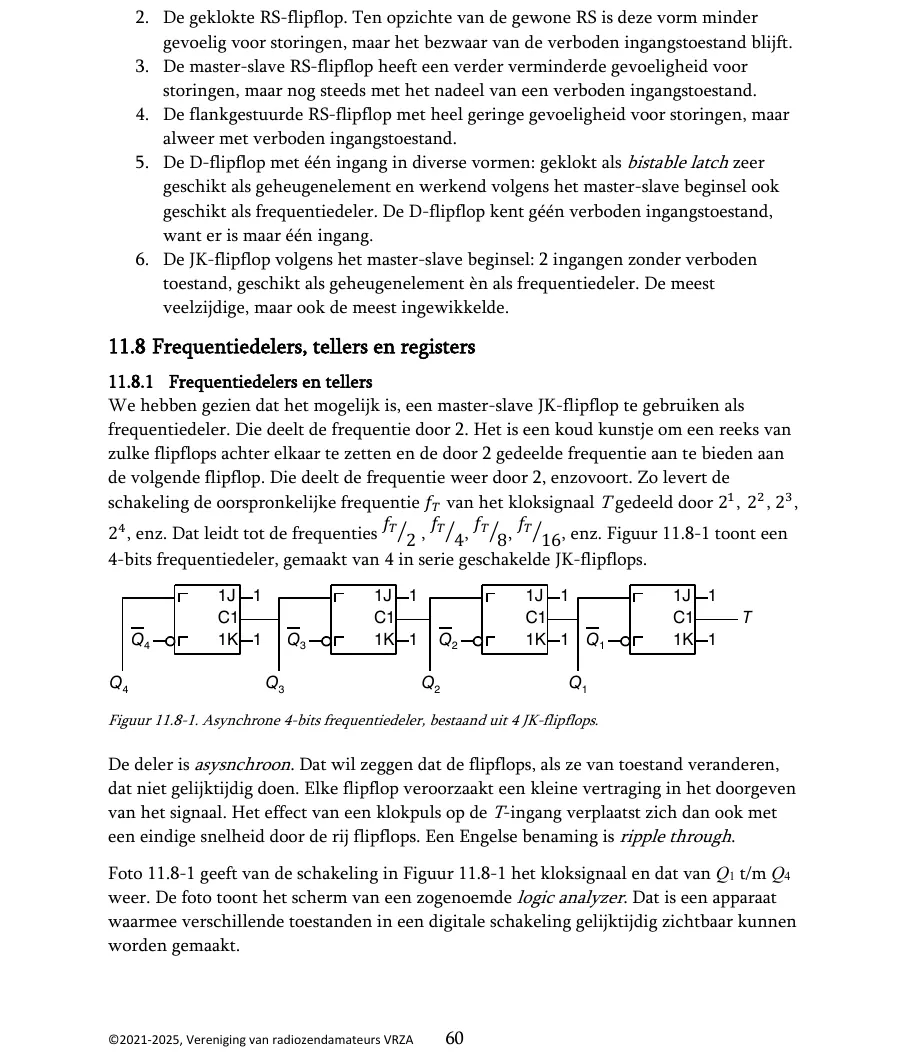 2. De geklokte RS-flipflop. Ten opzichte van de gewone RS is deze vorm minder
gevoelig voor storingen, maar het bezwaar van de verboden ingangstoestand blijft.
3. De master-slave RS-flipflop heeft een verder verminderde gevoeligheid voor
storingen, maar nog steeds met het nadeel van een verboden ingangstoestand.
4. De flankgestuurde RS-flipflop met heel geringe gevoeligheid voor storingen, maar
alweer met verboden ingangstoestand.
5. De D-flipflop met één ingang in diverse vormen: geklokt als bistable latch zeer
geschikt als geheugenelement en werkend volgens het master-slave beginsel ook
geschikt als frequentiedeler. De D-flipflop kent géén verboden ingangstoestand,
want er is maar één ingang.
6. De JK-flipflop volgens het master-slave beginsel: 2 ingangen zonder verboden
toestand, geschikt als geheugenelement èn als frequentiedeler. De meest
veelzijdige, maar ook de meest ingewikkelde.
11.8 Frequentiedelers, tellers en registers
11.8.1 Frequentiedelers en tellers
We hebben gezien dat het mogelijk is, een master-slave JK-flipflop te gebruiken als
frequentiedeler. Die deelt de frequentie door 2. Het is een koud kunstje om een reeks van
zulke flipflops achter elkaar te zetten en de door 2 gedeelde frequentie aan te bieden aan
de volgende flipflop. Die deelt de frequentie weer door 2, enzovoort. Zo levert de
schakeling de oorspronkelijke frequentie f_T van het kloksignaal T gedeeld door 2¹, 2², 2³,
2⁴, enz. Dat leidt tot de frequenties f_T/2, f_T/4, f_T/8, f_T/16, enz. Figuur 11.8-1 toont een
4-bits frequentiedeler, gemaakt van 4 in serie geschakelde JK-flipflops.
1J 1 1J 1 1J 1 1J 1
C1 C1 C1 C1 T
Q̅4 1K 1 Q̅3 1K 1 Q̅2 1K 1 Q̅1 1K 1
Q4 Q3 Q2 Q1
Figuur 11.8-1. Asynchrone 4-bits frequentiedeler, bestaand uit 4 JK-flipflops.
De deler is asysnchroon. Dat wil zeggen dat de flipflops, als ze van toestand veranderen,
dat niet gelijktijdig doen. Elke flipflop veroorzaakt een kleine vertraging in het doorgeven
van het signaal. Het effect van een klokpuls op de T-ingang verplaatst zich dan ook met
een eindige snelheid door de rij flipflops. Een Engelse benaming is ripple through.
Foto 11.8-1 geeft van de schakeling in Figuur 11.8-1 het kloksignaal en dat van Q1 t/m Q4
weer. De foto toont het scherm van een zogenoemde logic analyzer. Dat is een apparaat
waarmee verschillende toestanden in een digitale schakeling gelijktijdig zichtbaar kunnen
worden gemaakt.
©2021-2025, Vereniging van radiozendamateurs VRZA 60